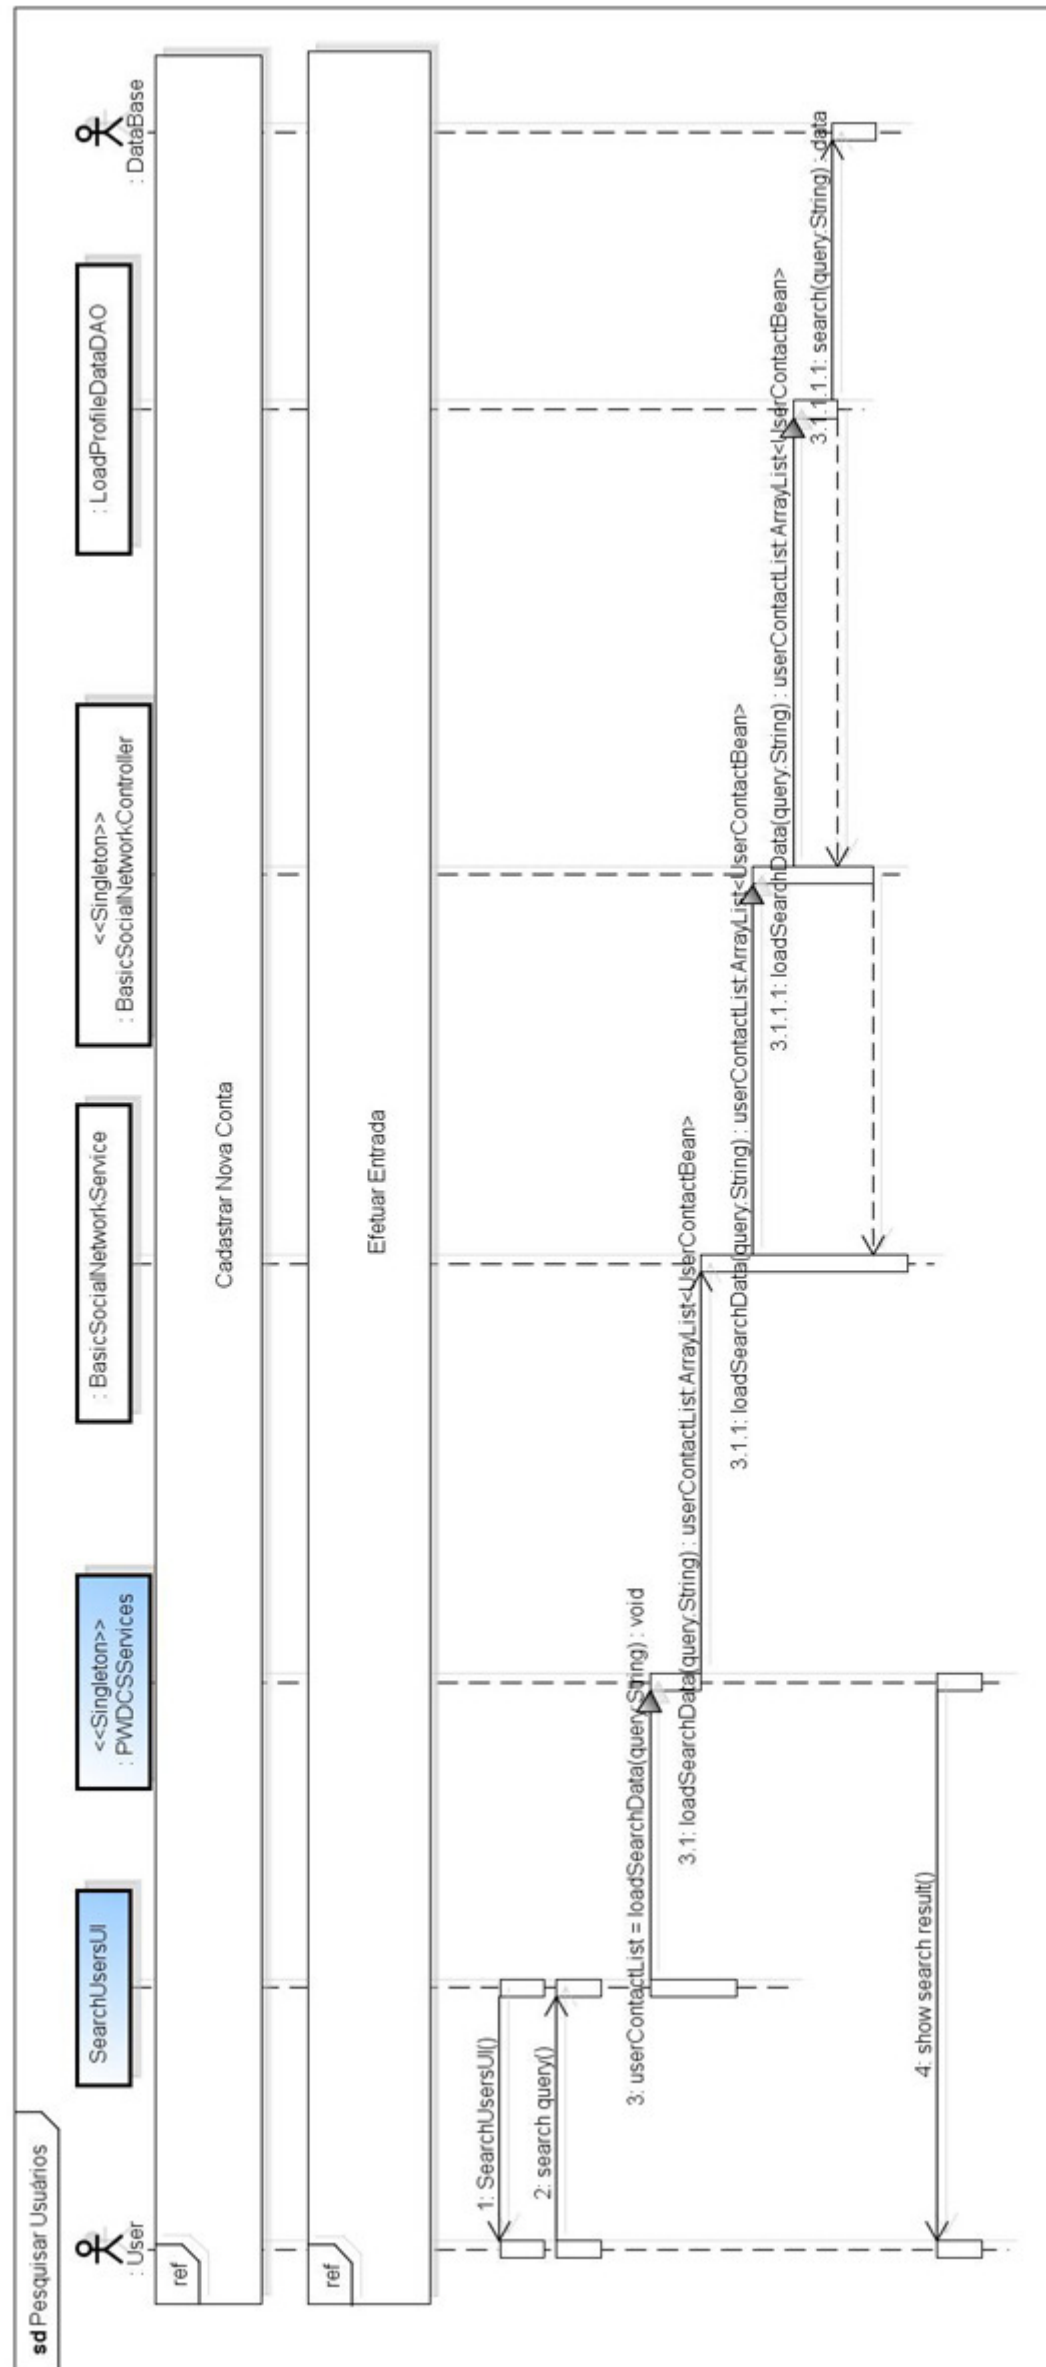 sd Pesquisar Usuários
: User
SearchUsersUI
<<Singleton>>
: PWDCSServices
: BasicSocialNetworkService
<<Singleton>>
: BasicSocialNetworkController
: LoadProfileDataDAO
: DataBase
ref
Cadastrar Nova Conta
ref
Efetuar Entrada
1: SearchUsersUI()
2: search query()
3: userContactList = loadSearchData(query:String) : void
3.1: loadSearchData(query:String) : userContactList:ArrayList<UserContactBean>
3.1.1: loadSearchData(query:String) : userContactList:ArrayList<UserContactBean>
3.1.1.1: loadSearchData(query:String) : userContactList:ArrayList<UserContactBean>
3.1.1.1.1: search(query:String) : data
4: show search result()